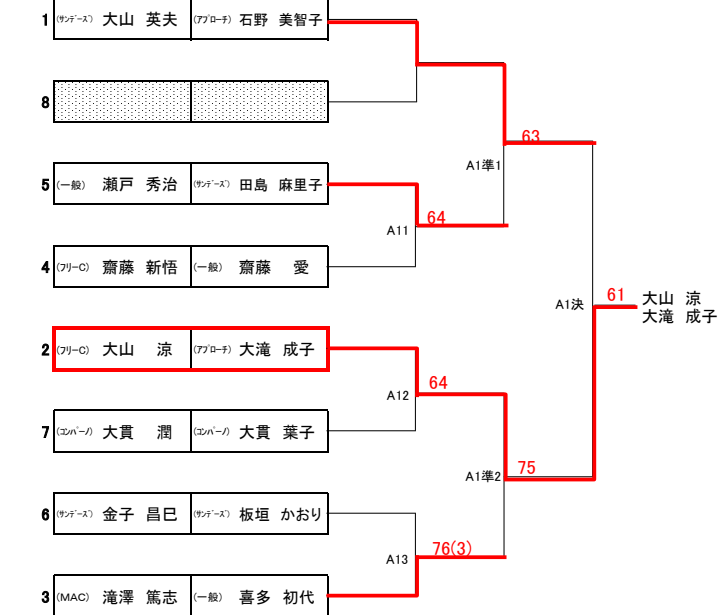 1 (ｻﾝﾃﾞｰｽﾞ) 大山 英夫 (ｱﾌﾟﾛｰﾁ) 石野 美智子
8
63
A1準1
5 (一般) 瀬戸 秀治 (ｻﾝﾃﾞｰｽﾞ) 田島 麻里子
64
A11
4 (ﾌﾘｰC) 齋藤 新悟 (一般) 齋藤 愛
A1決
61 大山 涼
大滝 成子
2 (ﾌﾘｰC) 大山 涼 (ｱﾌﾟﾛｰﾁ) 大滝 成子
64
A12
7 (ｺﾝﾊﾟｰﾉ) 大貫 潤 (ｺﾝﾊﾟｰﾉ) 大貫 葉子
75
A1準2
6 (ｻﾝﾃﾞｰｽﾞ) 金子 昌巳 (ｻﾝﾃﾞｰｽﾞ) 板垣 かおり
76(3)
A13
3 (MAC) 滝澤 篤志 (一般) 喜多 初代